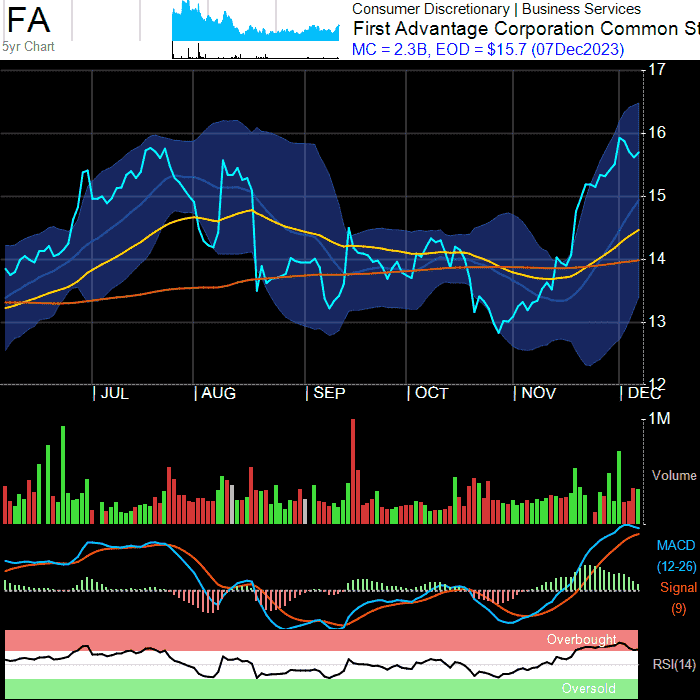 FA
5yr Chart
Consumer Discretionary | Business Services
First Advantage Corporation Common St
MC = 2.3B, EOD = $15.7 (07Dec2023)
17
16
15
14
13
12
JUL AUG SEP OCT NOV DEC
1M
Volume
MACD
(12-26)
Signal
(9)
Overbought
RSI(14)
Oversold